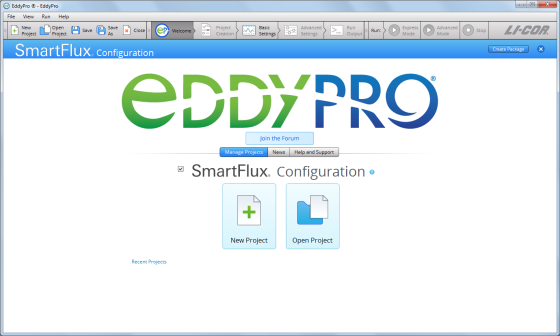 EddyPro ® - EddyPro
File View Run Help
New Project
Open Project
Save
Save As
Close
Welcome
Project Creation
Basic Settings
Advanced Settings
Run Output
Run:
Express Mode
Advanced Mode
Stop
LI-COR
SmartFlux® Configuration
Create Package
EDDYPRO®
Join the Forum
Manage Projects News Help and Support
SmartFlux® Configuration ?
New Project Open Project
Recent Projects